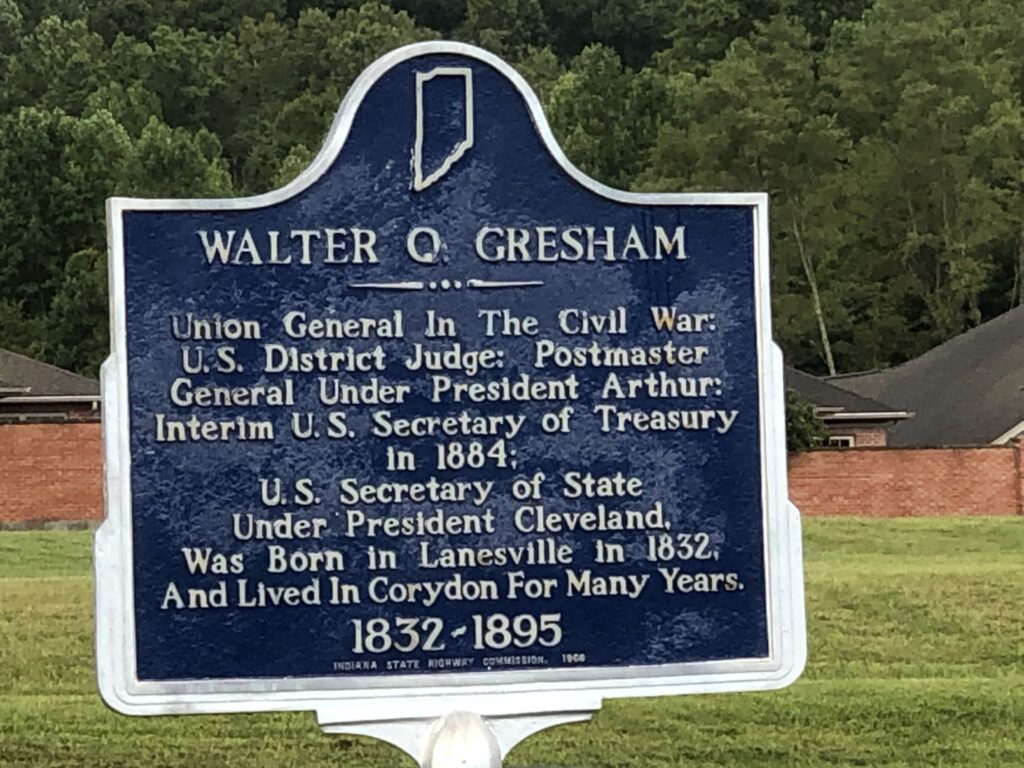 WALTER Q. GRESHAM
Union General In The Civil War:
U.S. District Judge: Postmaster
General Under President Arthur:
Interim U.S. Secretary of Treasury
in 1884;
U.S. Secretary of State
Under President Cleveland,
Was Born in Lanesville in 1832,
And Lived In Corydon For Many Years.
1832-1895
INDIANA STATE HIGHWAY COMMISSION, 1966